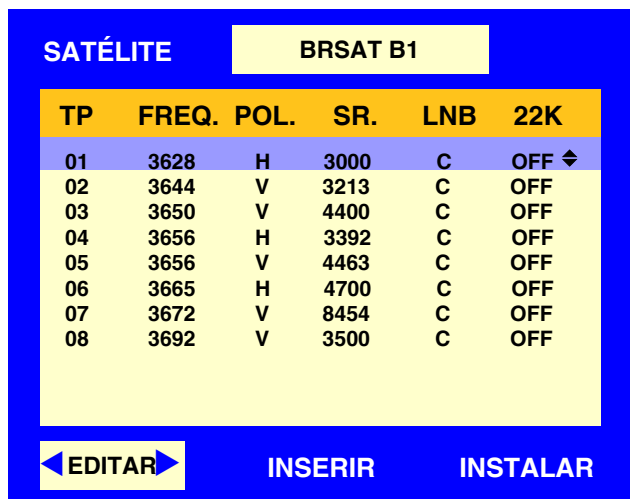 SATÉLITE BRSAT B1
TP FREQ. POL. SR. LNB 22K
01 3628 H 3000 C OFF
02 3644 V 3213 C OFF
03 3650 V 4400 C OFF
04 3656 H 3392 C OFF
05 3656 V 4463 C OFF
06 3665 H 4700 C OFF
07 3672 V 8454 C OFF
08 3692 V 3500 C OFF
EDITAR INSERIR INSTALAR